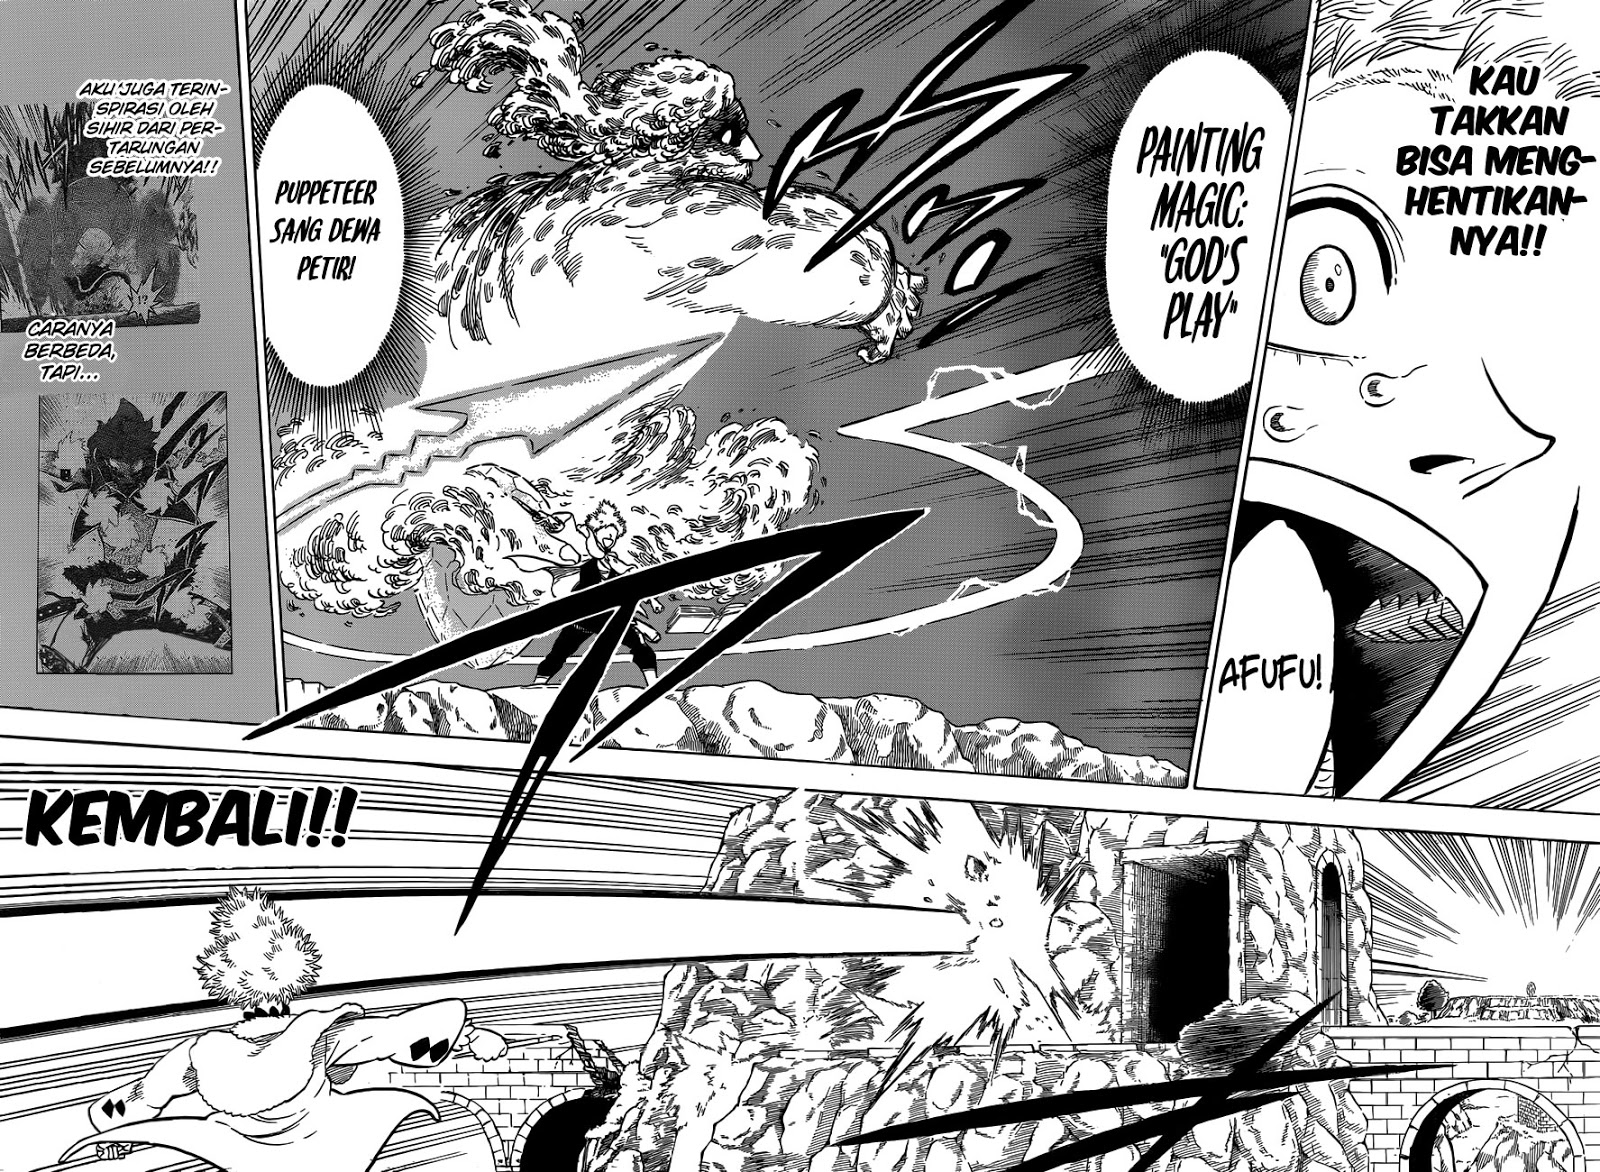 KAU
TAKKAN
BISA MENG-
HENTIKAN-
NYA!!
AFUFU!
PAINTING
MAGIC:
"GOD'S
PLAY"
PUPPETEER
SANG DEWA
PETIR!
AKU JUGA TERIN-
SPIRASI OLEH
SIHIR DARI PER-
TARUNGAN
SEBELUMNYA!!
!?
CARANYA
BERBEDA,
TAPI...
KEMBALI!!